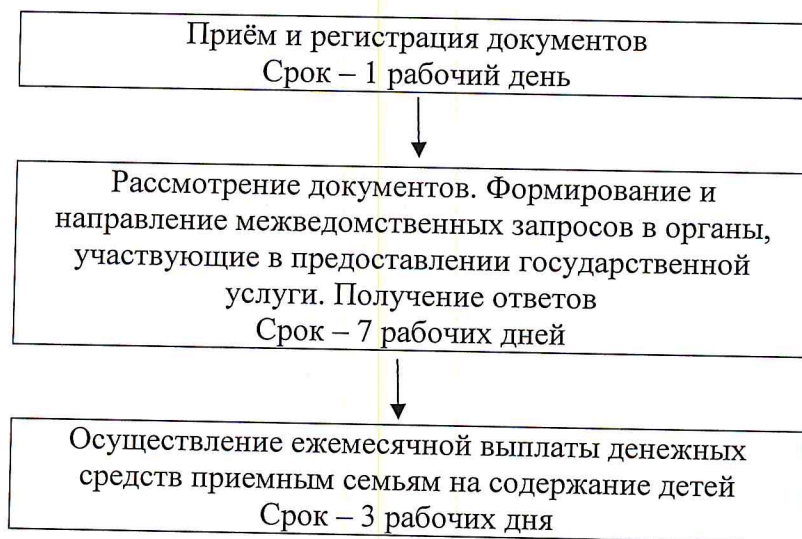 Приём и регистрация документов
Срок – 1 рабочий день
Рассмотрение документов. Формирование и
направление межведомственных запросов в органы,
участвующие в предоставлении государственной
услуги. Получение ответов
Срок – 7 рабочих дней
Осуществление ежемесячной выплаты денежных
средств приемным семьям на содержание детей
Срок – 3 рабочих дня